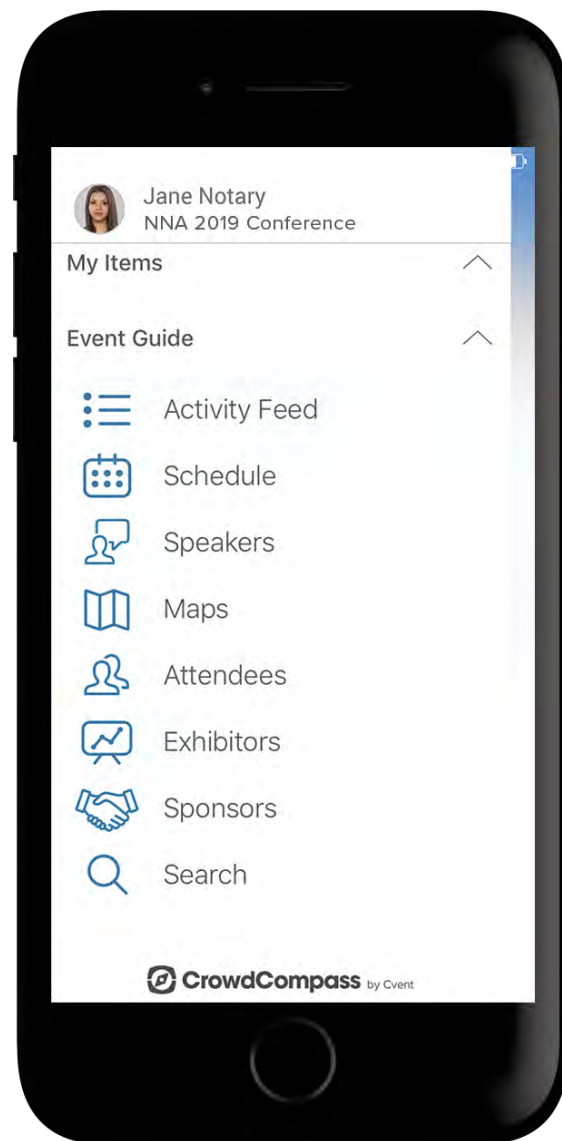 Jane Notary
NNA 2019 Conference
My Items
Event Guide
Activity Feed
Schedule
Speakers
Maps
Attendees
Exhibitors
Sponsors
Search
CrowdCompass by Cvent